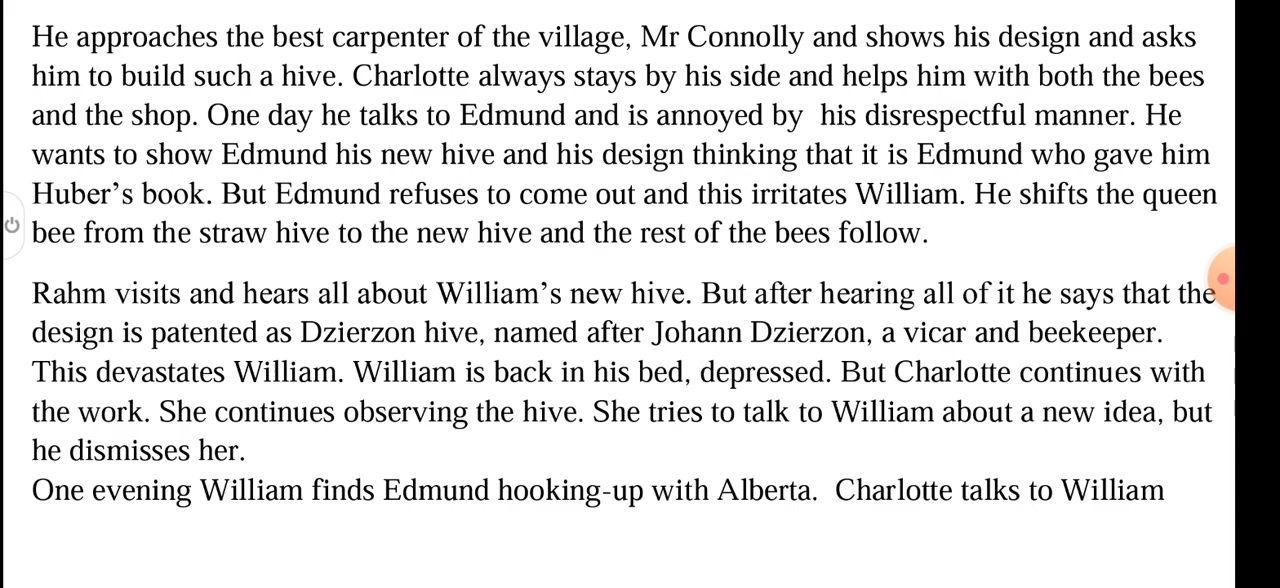 He approaches the best carpenter of the village, Mr Connolly and shows his design and asks
him to build such a hive. Charlotte always stays by his side and helps him with both the bees
and the shop. One day he talks to Edmund and is annoyed by  his disrespectful manner. He
wants to show Edmund his new hive and his design thinking that it is Edmund who gave him
Huber’s book. But Edmund refuses to come out and this irritates William. He shifts the queen
bee from the straw hive to the new hive and the rest of the bees follow.
Rahm visits and hears all about William’s new hive. But after hearing all of it he says that the
design is patented as Dzierzon hive, named after Johann Dzierzon, a vicar and beekeeper.
This devastates William. William is back in his bed, depressed. But Charlotte continues with
the work. She continues observing the hive. She tries to talk to William about a new idea, but
he dismisses her.
One evening William finds Edmund hooking-up with Alberta.  Charlotte talks to William